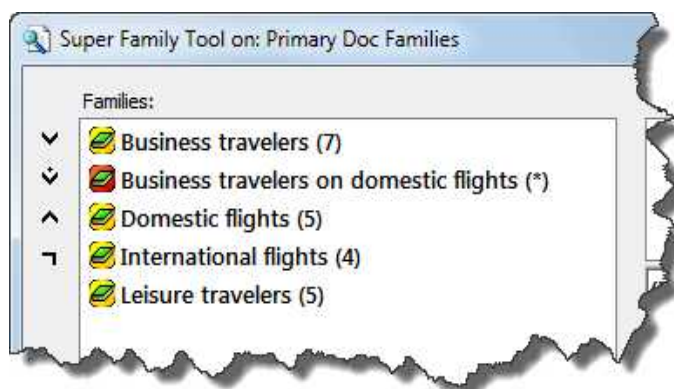 Super Family Tool on: Primary Doc Families
Families:
Business travelers (7)
Business travelers on domestic flights (*)
Domestic flights (5)
International flights (4)
Leisure travelers (5)